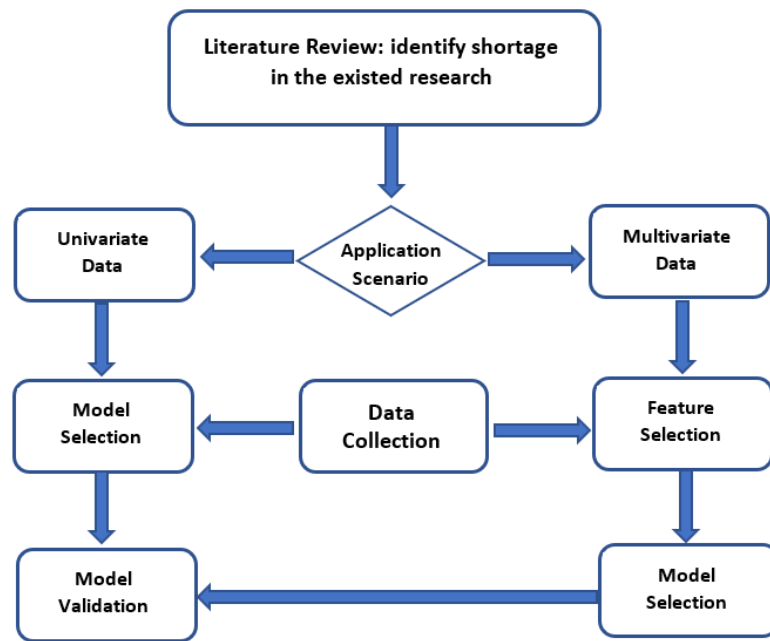 Literature Review: identify shortage
in the existed research
Univariate
Data
Application
Scenario
Multivariate
Data
Model
Selection
Data
Collection
Feature
Selection
Model
Validation
Model
Selection